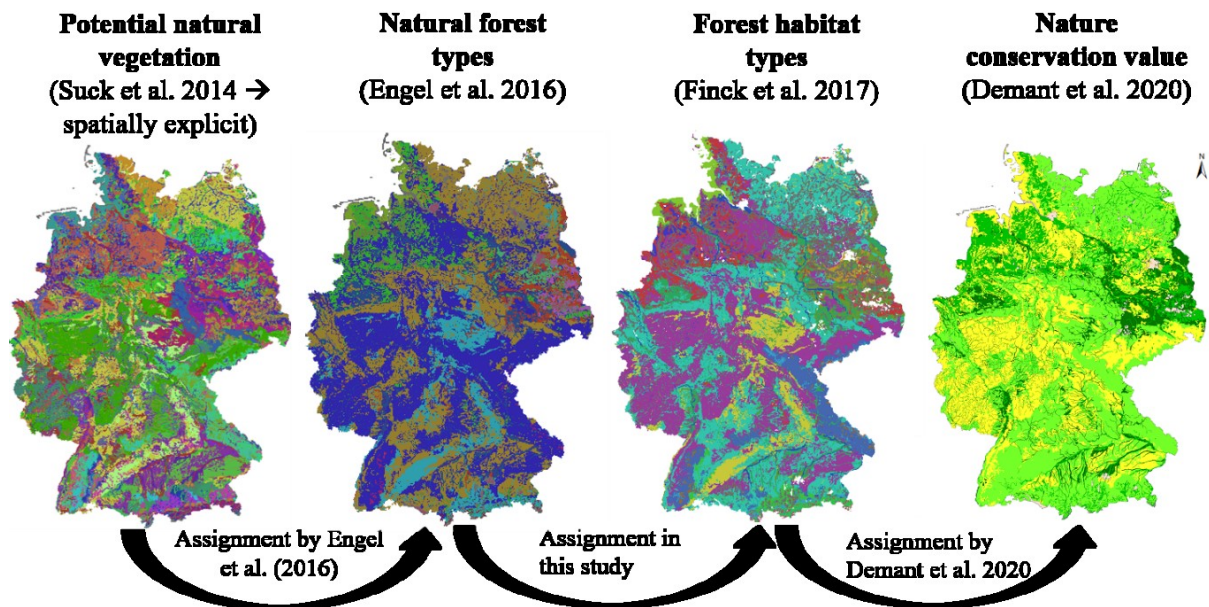 Potential natural
vegetation
(Suck et al. 2014 →
spatially explicit)
Natural forest
types
(Engel et al. 2016)
Forest habitat
types
(Finck et al. 2017)
Nature
conservation value
(Demant et al. 2020)
N
Assignment by Engel
et al. (2016)
Assignment in
this study
Assignment by
Demant et al. 2020